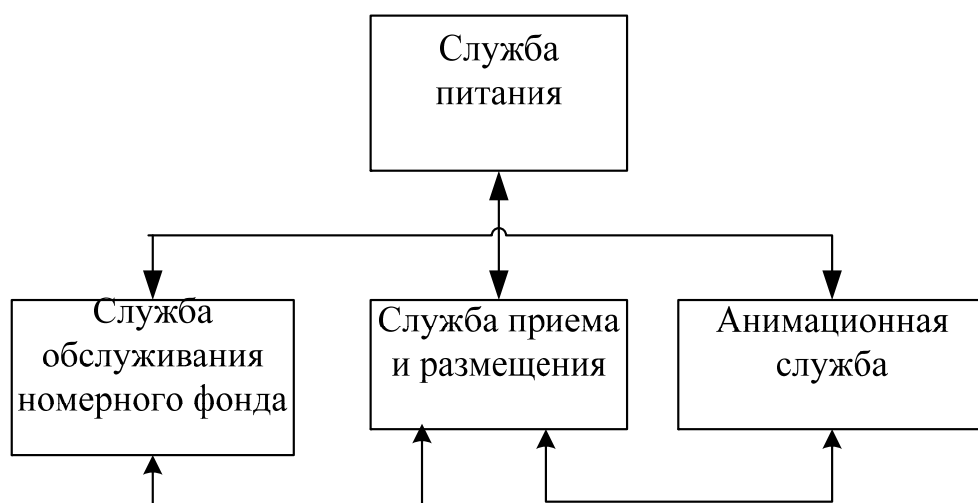 Служба
питания
Служба
обслуживания
номерного фонда
Служба приема
и размещения
Анимационная
служба